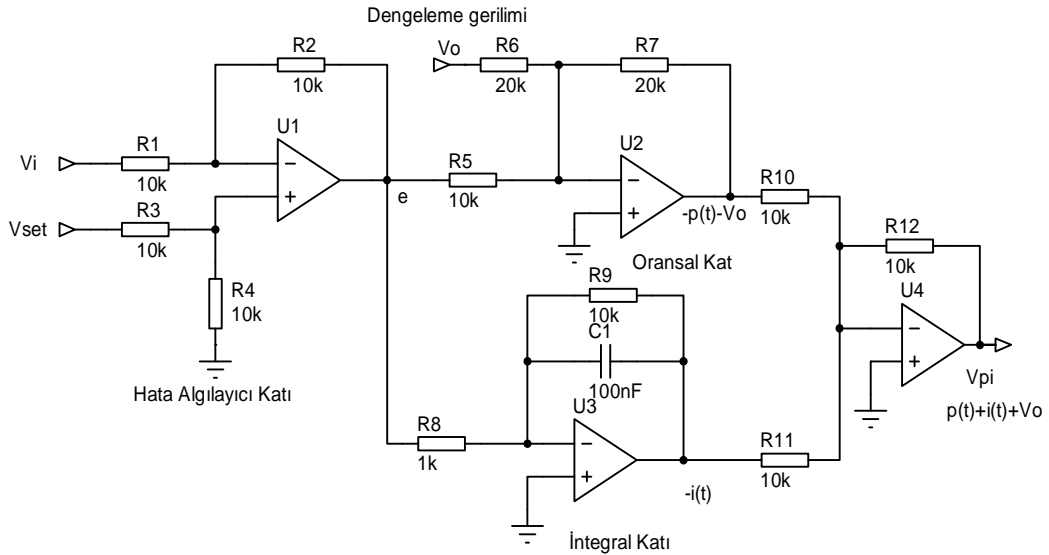 Dengeleme gerilimi
R2
10k
Vo
R6
20k
R7
20k
U1
Vi
R1
10k
Vset
R3
10k
R4
10k
Hata Algılayıcı Katı
e
R5
10k
U2
-p(t)-Vo
Oransal Kat
R10
10k
R9
10k
C1
100nF
R8
1k
U3
-i(t)
İntegral Katı
R11
10k
R12
10k
U4
Vpi
p(t)+i(t)+Vo